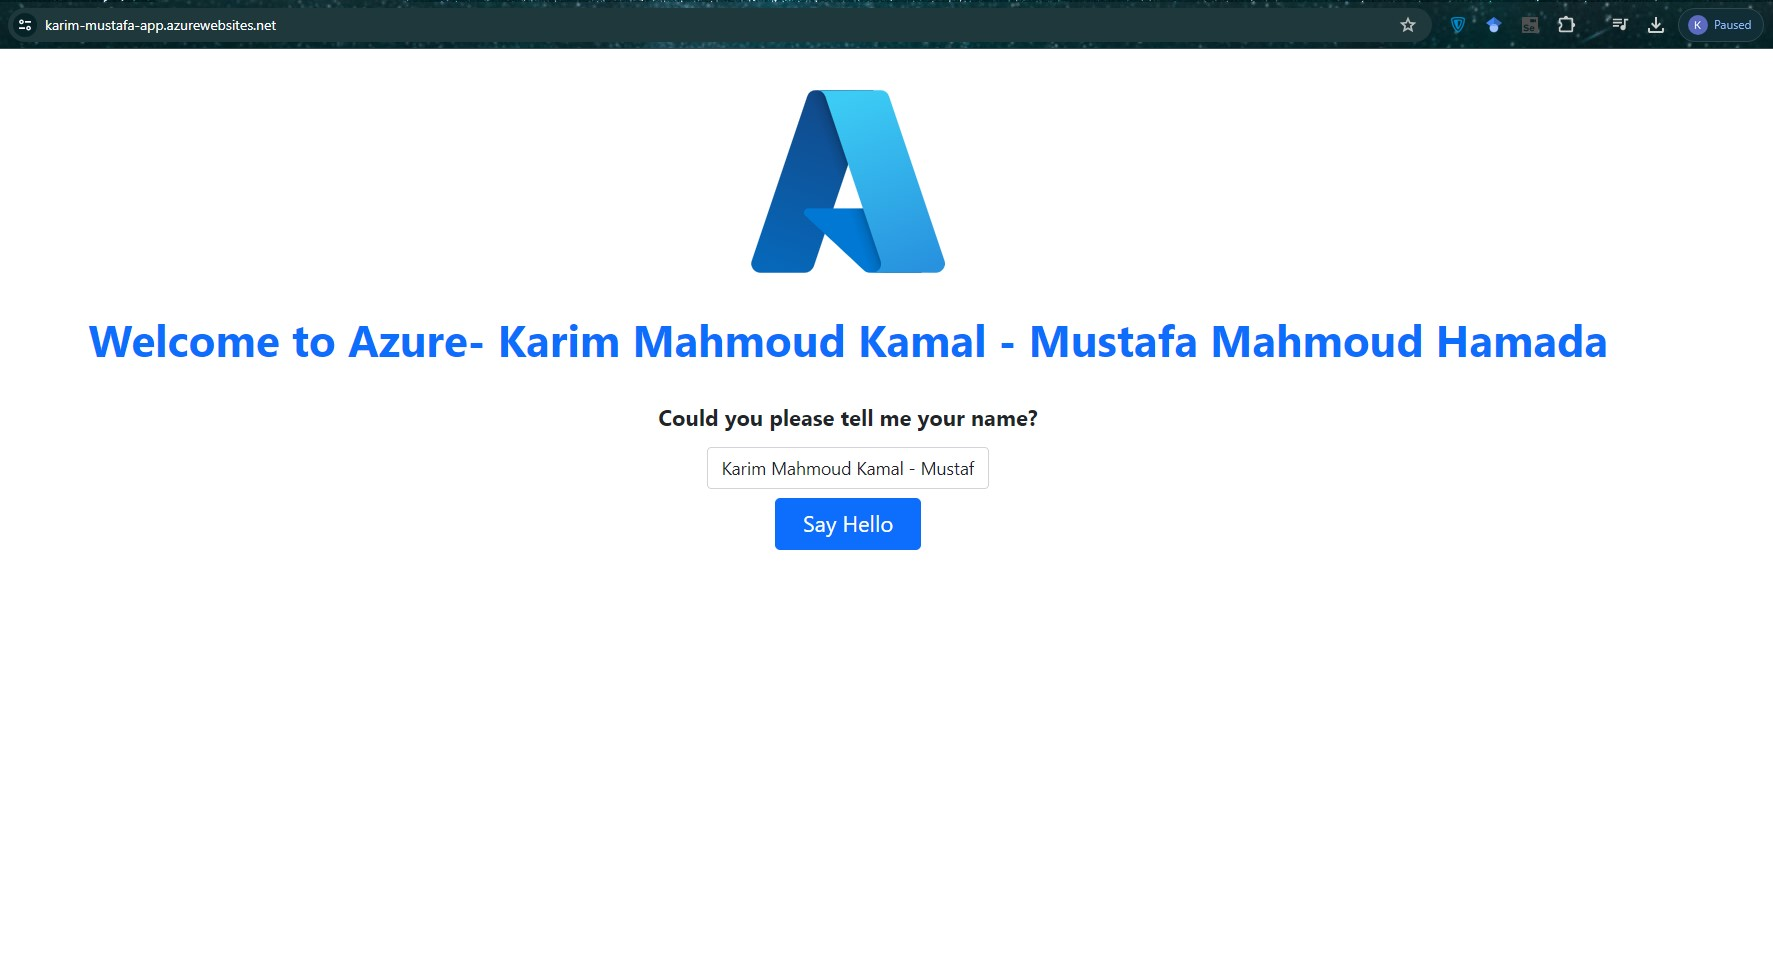 karim-mustafa-app.azurewebsites.net
K Paused
Welcome to Azure- Karim Mahmoud Kamal - Mustafa Mahmoud Hamada
Could you please tell me your name?
Karim Mahmoud Kamal - Mustaf
Say Hello